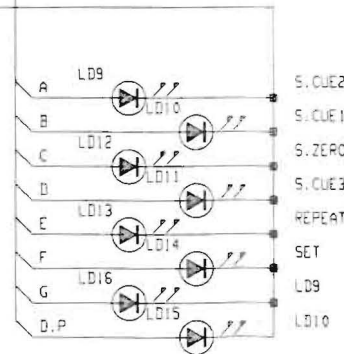 LD9
A
LD10
S.CUE2
B
S.CUE1
LD12
C
LD11
S.ZERO
D
S.CUE3
LD13
E
LD14
REPEAT
F
SET
LD16
G
LD15
LD9
D.P
LD10